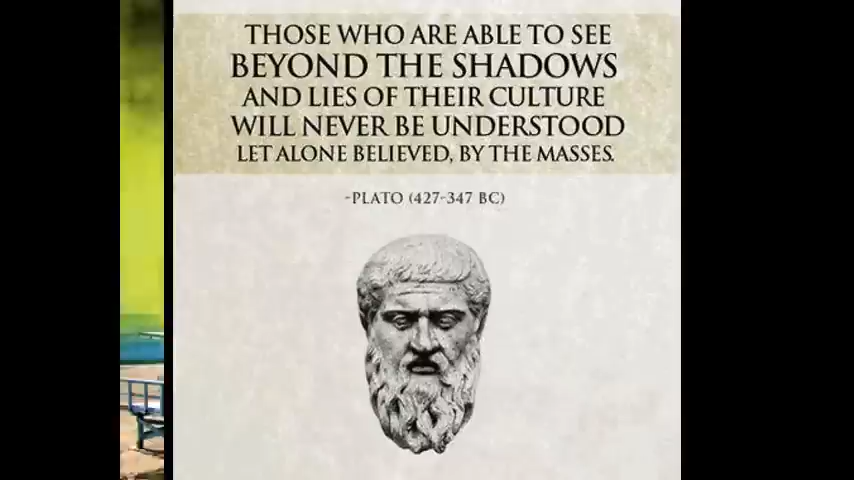 THOSE WHO ARE ABLE TO SEE
BEYOND THE SHADOWS
AND LIES OF THEIR CULTURE
WILL NEVER BE UNDERSTOOD
LET ALONE BELIEVED, BY THE MASSES.
-PLATO (427-347 BC)